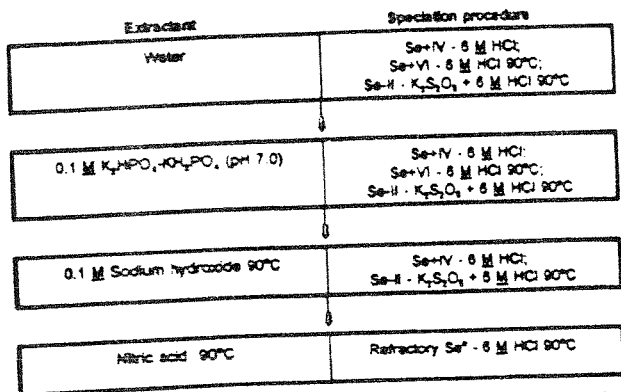 Extractant Speciation procedure
Water
Se+IV - 6 M HCl;
Se+VI - 6 M HCl 90°C;
Se-II - K₂S₂O₈ + 6 M HCl 90°C
0.1 M K₂HPO₄-KH₂PO₄ (pH 7.0)
Se+IV - 6 M HCl;
Se+VI - 6 M HCl 90°C;
Se-II - K₂S₂O₈ + 6 M HCl 90°C
0.1 M Sodium hydroxide 90°C
Se+IV - 6 M HCl;
Se-II - K₂S₂O₈ + 6 M HCl 90°C
Nitric acid 90°C
Refractory Se° - 6 M HCl 90°C